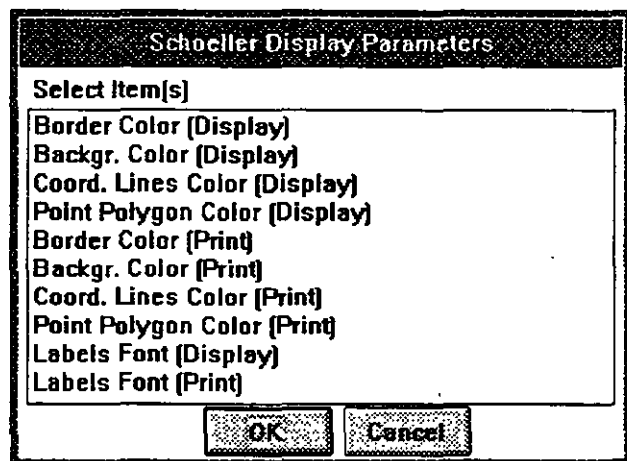 Schoeller Display Parameters
Select Item(s)
Border Color (Display)
Backgr. Color (Display)
Coord. Lines Color (Display)
Point Polygon Color (Display)
Border Color (Print)
Backgr. Color (Print)
Coord. Lines Color (Print)
Point Polygon Color (Print)
Labels Font (Display)
Labels Font (Print)
OK Cancel